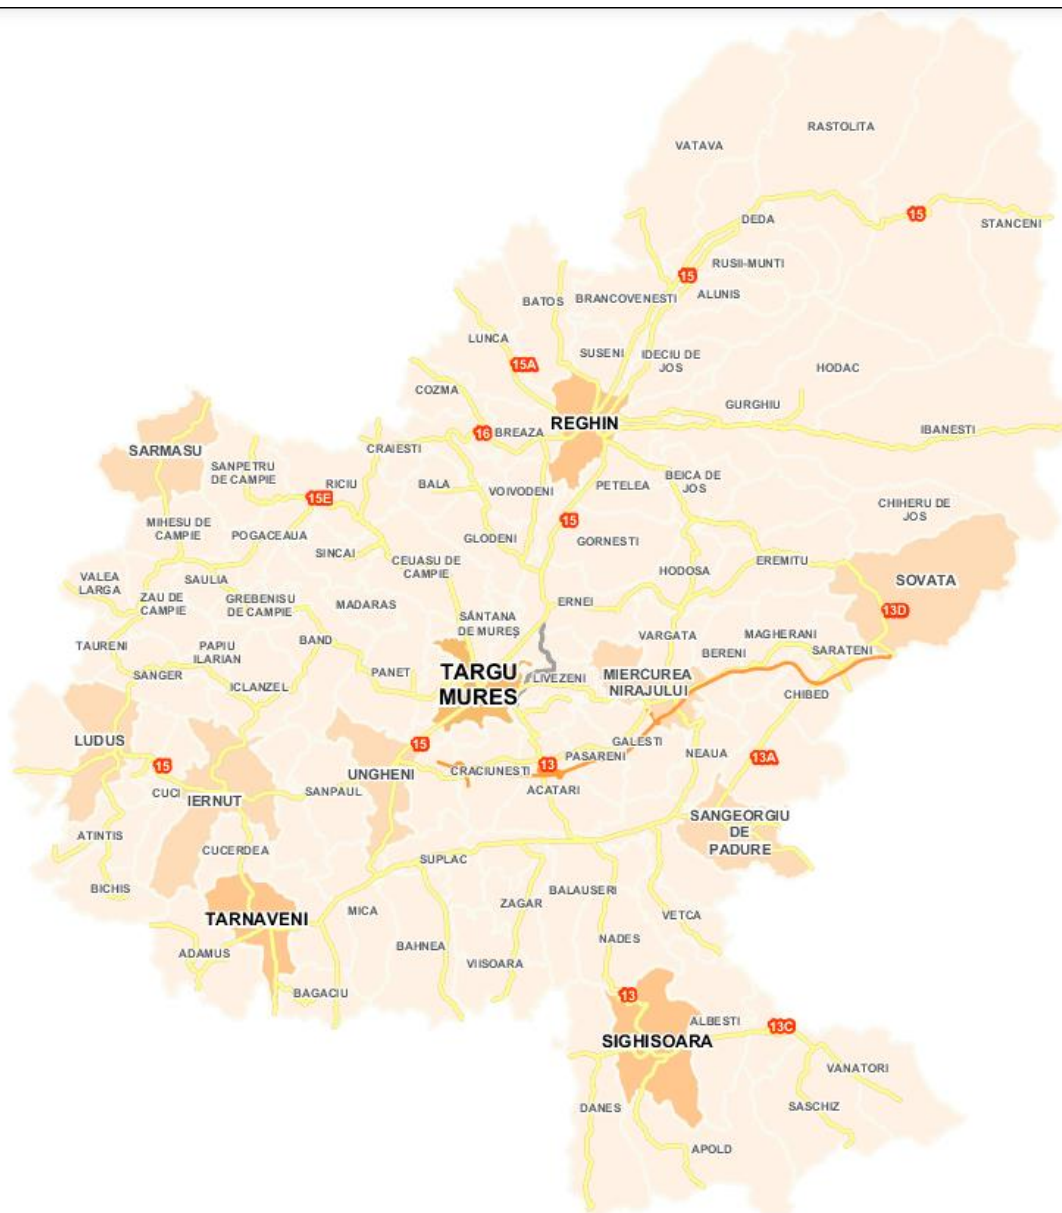 RASTOLITA
VATAVA
15
DEDA
STANCENI
RUSII-MUNTI
15
ALUNIS
BATOS
BRANCOVENESTI
LUNCA
SUSENI
IDECIU DE
JOS
15A
HODAC
COZMA
GURGHIU
REGHIN
IBANESTI
16
BREAZA
SARMASU
CRAIESTI
SANPETRU
DE CAMPIE
RICIU
15E
BALA
VOIVODENI
PETELEA
BEICA DE
JOS
CHIHERU DE
JOS
MIHESU DE
CAMPIE
POGACEAUA
15
GLODENI
GORNESTI
SINCAI
CEUASU DE
CAMPIE
EREMITU
HODOSA
VALEA
LARGA
SAULIA
SOVATA
ZAU DE
CAMPIE
GREBENISU
DE CAMPIE
MADARAS
ERNEI
13D
SÂNTANA
DE MUREȘ
TAURENI
PAPIU
ILARIAN
BAND
VARGATA
MAGHERANI
BERENI
SARATENI
SANGER
ICLANZEL
PANET
TARGU
MURES
LIVEZENI
MIERCUREA
NIRAJULUI
CHIBED
LUDUS
15
GALESTI
15
CUCI
IERNUT
SANPAUL
UNGHENI
CRACIUNESTI
13
PASARENI
NEAUA
13A
ACATARI
SANGEORGIU
DE
PADURE
ATINTIS
CUCERDEA
SUPLAC
BICHIS
BALAUSERI
TARNAVENI
MICA
ZAGAR
VETCA
ADAMUS
BAHNEA
NADES
VIISOARA
BAGACIU
13
ALBESTI
13C
SIGHISOARA
VANATORI
DANES
SASCHIZ
APOLD